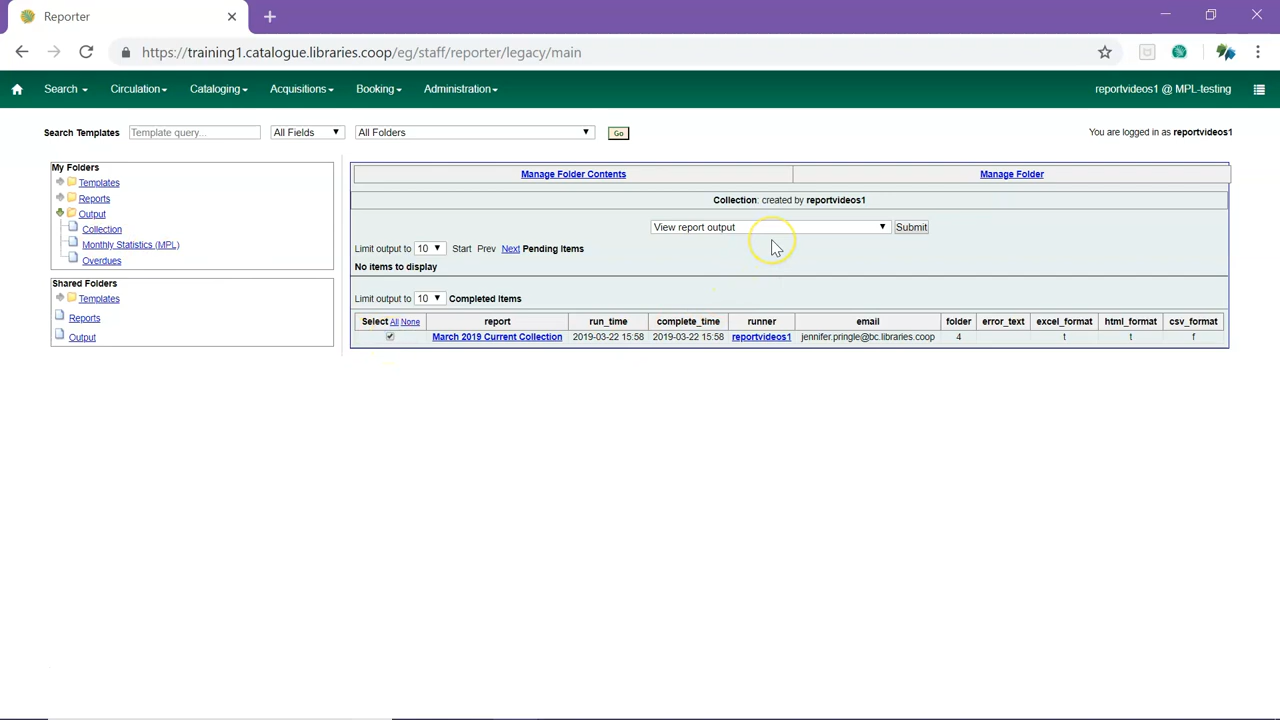 Reporter
https://training1.catalogue.libraries.coop/eg/staff/reporter/legacy/main
Search Circulation Cataloging Acquisitions Booking Administration reportvideos1 @ MPL-testing
Search Templates Template query... All Fields All Folders Go You are logged in as reportvideos1
My Folders
Templates
Reports
Output
Collection
Monthly Statistics (MPL)
Overdues
Shared Folders
Templates
Reports
Output
Manage Folder Contents Manage Folder
Collection: created by reportvideos1
View report output Submit
Limit output to 10 Start Prev Next Pending Items
No items to display
Limit output to 10 Completed Items
Select All None report run_time complete_time runner email folder error_text excel_format html_format csv_format
March 2019 Current Collection 2019-03-22 15:58 2019-03-22 15:58 reportvideos1 jennifer.pringle@bc.libraries.coop 4 t t f